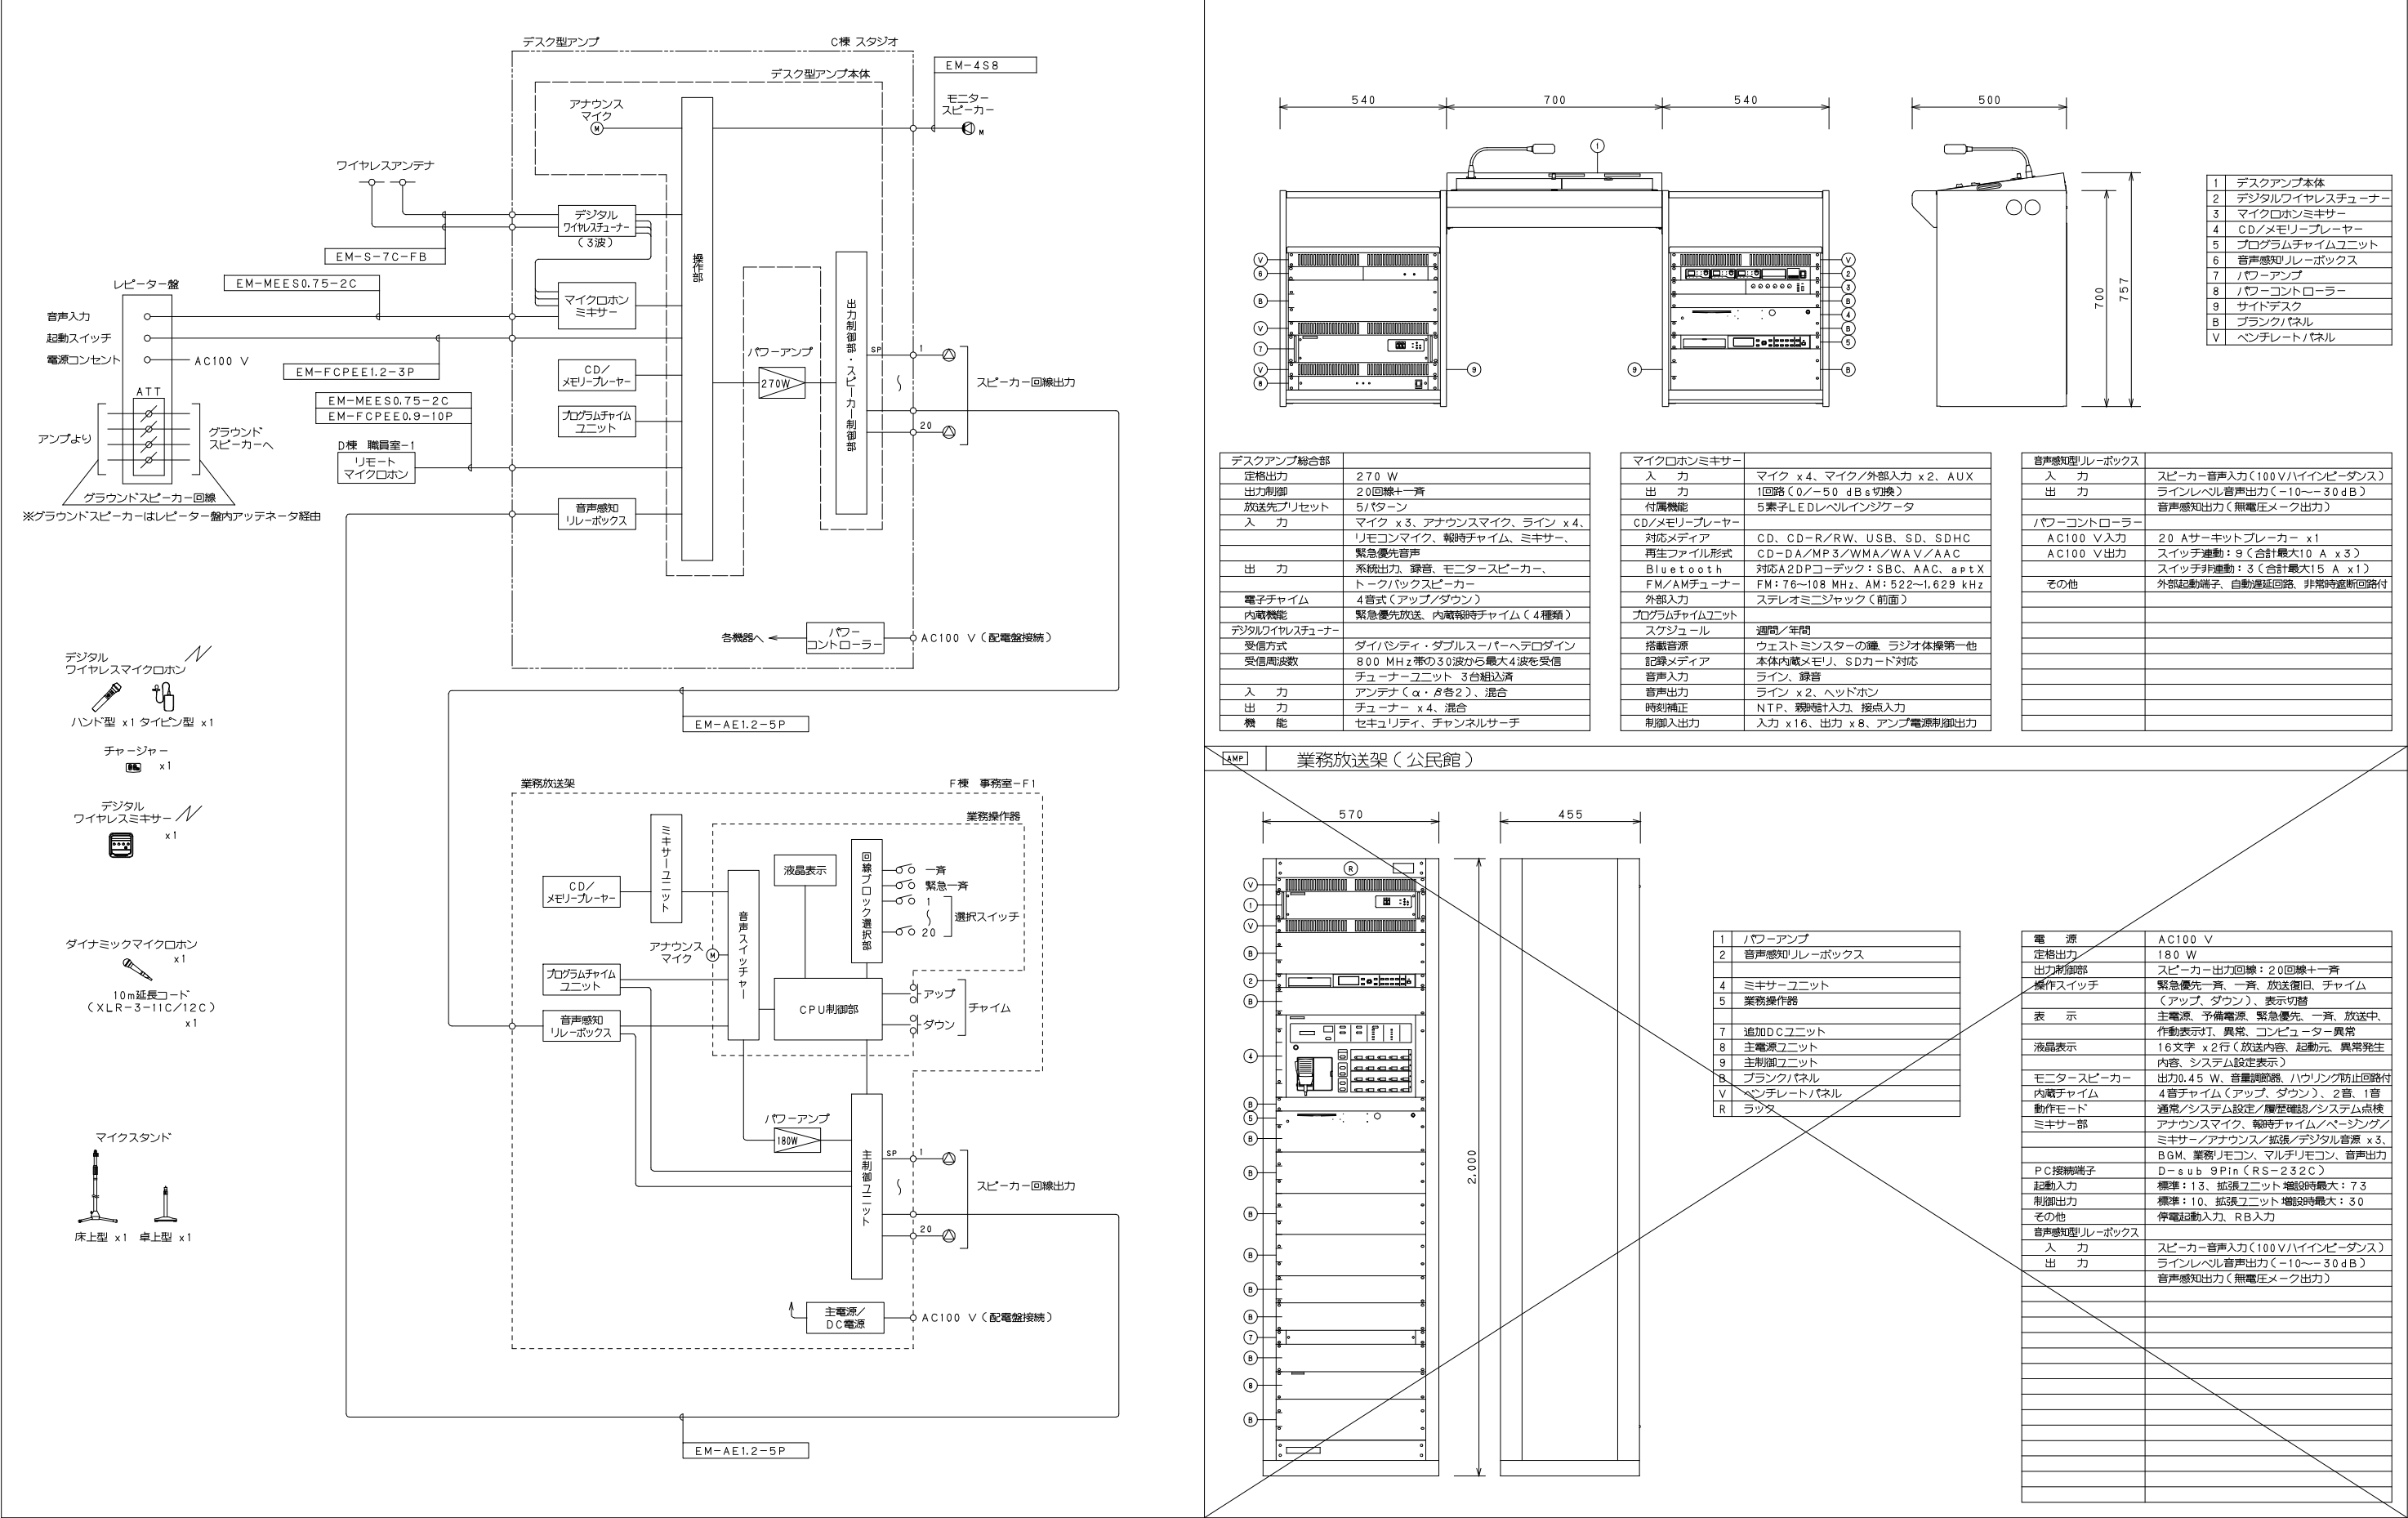 デスク型アンプ
C棟 スタジオ
EM-4S8
デスク型アンプ本体
アナウンス
マイク
M
モニター
スピーカー
M
ワイヤレスアンテナ
デジタル
ワイヤレスチューナー
(3波)
EM-S-7C-FB
操作部
レピーター盤
EM-MEES0.75-2C
マイクロホン
ミキサー
出力制御部・スピーカー制御部
音声入力
起動スイッチ
電源コンセント
AC100 V
EM-FCPEE1.2-3P
CD/
メモリープレーヤー
パワーアンプ
270W
SP
1
スピーカー回線出力
20
ATT
EM-MEES0.75-2C
EM-FCPEE0.9-10P
プログラムチャイム
ユニット
アンプより
グラウンド
スピーカーへ
D棟 職員室-1
リモート
マイクロホン
グラウンドスピーカー回線
※グラウンドスピーカーはレピーター盤内アッテネータ経由
音声感知
リレーボックス
各機器へ
パワー
コントローラー
AC100 V(配電盤接続)
デジタル
ワイヤレスマイクロホン
ハンド型 x1 タイピン型 x1
チャージャー
x1
デジタル
ワイヤレスミキサー
x1
ダイナミックマイクロホン
x1
10m延長コード
(XLR-3-11C/12C)
x1
マイクスタンド
床上型 x1 卓上型 x1
EM-AE1.2-5P
業務放送架
F棟 事務室-F1
業務操作器
ミキサーユニット
CD/
メモリープレーヤー
液晶表示
回線ブロック選択部
一斉
緊急一斉
1
20
選択スイッチ
音声スイッチャー
アナウンス
マイク
M
プログラムチャイム
ユニット
CPU制御部
アップ
ダウン
チャイム
音声感知
リレーボックス
パワーアンプ
180W
主制御ユニット
SP
1
20
スピーカー回線出力
主電源/
DC電源
AC100 V(配電盤接続)
EM-AE1.2-5P
540
700
540
500
1
V
6
B
V
7
V
8
9
9
V
2
3
B
4
B
5
B
700
757
1 デスクアンプ本体
2 デジタルワイヤレスチューナー
3 マイクロホンミキサー
4 CD/メモリープレーヤー
5 プログラムチャイムユニット
6 音声感知リレーボックス
7 パワーアンプ
8 パワーコントローラー
9 サイドデスク
B ブランクパネル
V ベンチレートパネル
デスクアンプ総合部
定格出力 270 W
出力制御 20回線+一斉
放送先プリセット 5パターン
入 力 マイク x3、アナウンスマイク、ライン x4、
リモコンマイク、報時チャイム、ミキサー、
緊急優先音声
出 力 系統出力、録音、モニタースピーカー、
トークバックスピーカー
電子チャイム 4音式(アップ/ダウン)
内蔵機能 緊急優先放送、内蔵報時チャイム(4種類)
デジタルワイヤレスチューナー
受信方式 ダイバシティ・ダブルスーパーヘテロダイン
受信周波数 800 MHz帯の30波から最大4波を受信
チューナーユニット 3台組込済
入 力 アンテナ(α・β各2)、混合
出 力 チューナー x4、混合
機 能 セキュリティ、チャンネルサーチ
マイクロホンミキサー
入 力 マイク x4、マイク/外部入力 x2、AUX
出 力 1回路(0/-50 dBs切換)
付属機能 5素子LEDレベルインジケータ
CD/メモリープレーヤー
対応メディア CD、CD-R/RW、USB、SD、SDHC
再生ファイル形式 CD-DA/MP3/WMA/WAV/AAC
Bluetooth 対応A2DPコーデック:SBC、AAC、aptX
FM/AMチューナー FM:76~108 MHz、AM:522~1,629 kHz
外部入力 ステレオミニジャック(前面)
プログラムチャイムユニット
スケジュール 週間/年間
搭載音源 ウェストミンスターの鐘、ラジオ体操第一他
記録メディア 本体内蔵メモリ、SDカード対応
音声入力 ライン、録音
音声出力 ライン x2、ヘッドホン
時刻補正 NTP、親時計入力、接点入力
制御入出力 入力 x16、出力 x8、アンプ電源制御出力
音声感知型リレーボックス
入 力 スピーカー音声入力(100Vハイインピーダンス)
出 力 ラインレベル音声出力(-10~-30dB)
音声感知出力(無電圧メーク出力)
パワーコントローラー
AC100 V入力 20 Aサーキットブレーカー x1
AC100 V出力 スイッチ連動:9(合計最大10 A x3)
スイッチ非連動:3(合計最大15 A x1)
その他 外部起動端子、自動遅延回路、非常時遮断回路付
AMP 業務放送架(公民館)
570
455
R
V
1
V
B
2
B
4
B
5
B
B
B
B
B
B
7
B
8
B
2,000
1 パワーアンプ
2 音声感知リレーボックス
4 ミキサーユニット
5 業務操作器
7 追加DCユニット
8 主電源ユニット
9 主制御ユニット
B ブランクパネル
V ベンチレートパネル
R ラック
電 源 AC100 V
定格出力 180 W
出力制御部 スピーカー出力回線:20回線+一斉
操作スイッチ 緊急優先一斉、一斉、放送復旧、チャイム
(アップ、ダウン)、表示切替
表 示 主電源、予備電源、緊急優先、一斉、放送中、
作動表示灯、異常、コンピューター異常
液晶表示 16文字 x2行(放送内容、起動元、異常発生
内容、システム設定表示)
モニタースピーカー 出力0.45 W、音量調節器、ハウリング防止回路付
内蔵チャイム 4音チャイム(アップ、ダウン)、2音、1音
動作モード 通常/システム設定/履歴確認/システム点検
ミキサー部 アナウンスマイク、報時チャイム/ページング/
ミキサー/アナウンス/拡張/デジタル音源 x3、
BGM、業務リモコン、マルチリモコン、音声出力
PC接続端子 D-sub 9Pin(RS-232C)
起動入力 標準:13、拡張ユニット増設時最大:73
制御出力 標準:10、拡張ユニット増設時最大:30
その他 停電起動入力、RB入力
音声感知型リレーボックス
入 力 スピーカー音声入力(100Vハイインピーダンス)
出 力 ラインレベル音声出力(-10~-30dB)
音声感知出力(無電圧メーク出力)